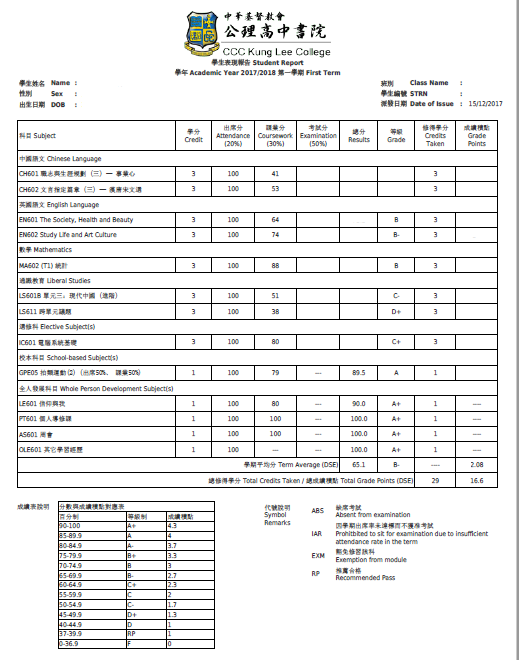 中華基督教會
公理高中書院
CCC Kung Lee College
學生表現報告 Student Report
學年 Academic Year 2017/2018 第一學期 First Term
學生姓名 Name : 班別 Class Name :
性別 Sex : 學生編號 STRN :
出生日期 DOB : 派發日期 Date of Issue : 15/12/2017
科目 Subject 學分 Credit 出席分 Attendance (20%) 課業分 Coursework (30%) 考試分 Examination (50%) 總分 Results 等級 Grade 修得學分 Credits Taken 成績積點 Grade Points
中國語文 Chinese Language
CH601 職志與生涯規劃（三）— 事業心 3 100 41 3
CH602 文言指定篇章（三）— 漢唐宋文選 3 100 53 3
英國語文 English Language
EN601 The Society, Health and Beauty 3 100 64 B 3
EN602 Study Life and Art Culture 3 100 74 B- 3
數學 Mathematics
MA602 (T1) 統計 3 100 88 B 3
通識教育 Liberal Studies
LS601B 單元三：現代中國（進階） 3 100 51 C- 3
LS611 跨單元議題 3 100 38 D+ 3
選修科 Elective Subject(s)
IC601 電腦系統基礎 3 100 80 C+ 3
校本科目 School-based Subject(s)
GPE05 拍類運動(2)（出席50%、課業50%） 1 100 79 --- 89.5 A 1
全人發展科目 Whole Person Development Subject(s)
LE601 信仰與我 1 100 80 --- 90.0 A+ 1 ----
PT601 個人導修課 1 100 100 --- 100.0 A+ 1 ----
AS601 周會 1 100 100 --- 100.0 A+ 1 ----
OLE601 其它學習經歷 1 100 --- --- 100.0 A+ 1 ----
學期平均分 Term Average (DSE) 65.1 B- ---- 2.08
總修得學分 Total Credits Taken / 總成績積點 Total Grade Points (DSE) 29 16.6
成績表說明 分數與成績積點對應表
百分制 等級制 成績積點
90-100 A+ 4.3
85-89.9 A 4
80-84.9 A- 3.7
75-79.9 B+ 3.3
70-74.9 B 3
65-69.9 B- 2.7
60-64.9 C+ 2.3
55-59.9 C 2
50-54.9 C- 1.7
45-49.9 D+ 1.3
40-44.9 D 1
37-39.9 RP 1
0-36.9 F 0
代號說明
Symbol
Remarks
ABS 缺席考試
Absent from examination
IAR 因學期出席率未達標而不獲准考試
Prohibited to sit for examination due to insufficient
attendance rate in the term
EXM 豁免修習該科
Exemption from module
RP 推薦合格
Recommended Pass